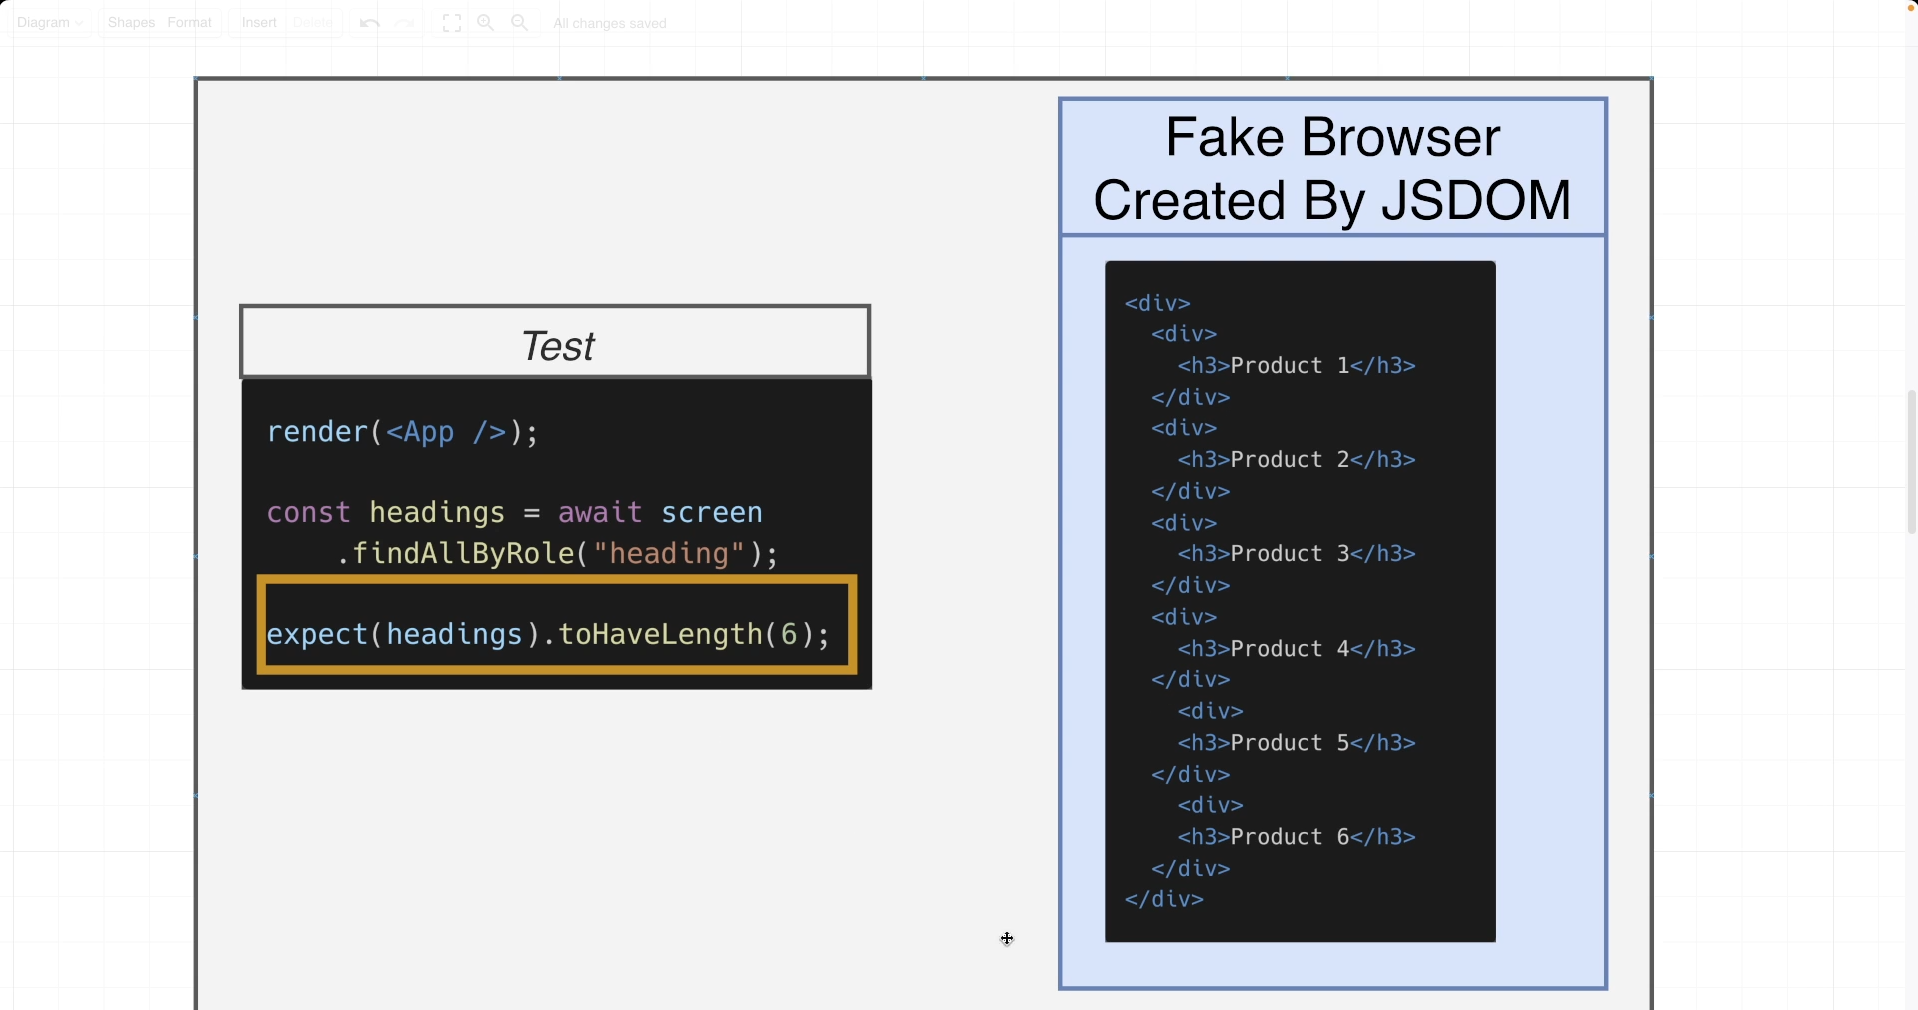 Diagram Shapes Format Insert Delete All changes saved
Fake Browser
Created By JSDOM
Test
render(<App />);
const headings = await screen
    .findAllByRole("heading");
expect(headings).toHaveLength(6);
<div>
  <div>
    <h3>Product 1</h3>
  </div>
  <div>
    <h3>Product 2</h3>
  </div>
  <div>
    <h3>Product 3</h3>
  </div>
  <div>
    <h3>Product 4</h3>
  </div>
    <div>
    <h3>Product 5</h3>
  </div>
    <div>
    <h3>Product 6</h3>
  </div>
</div>